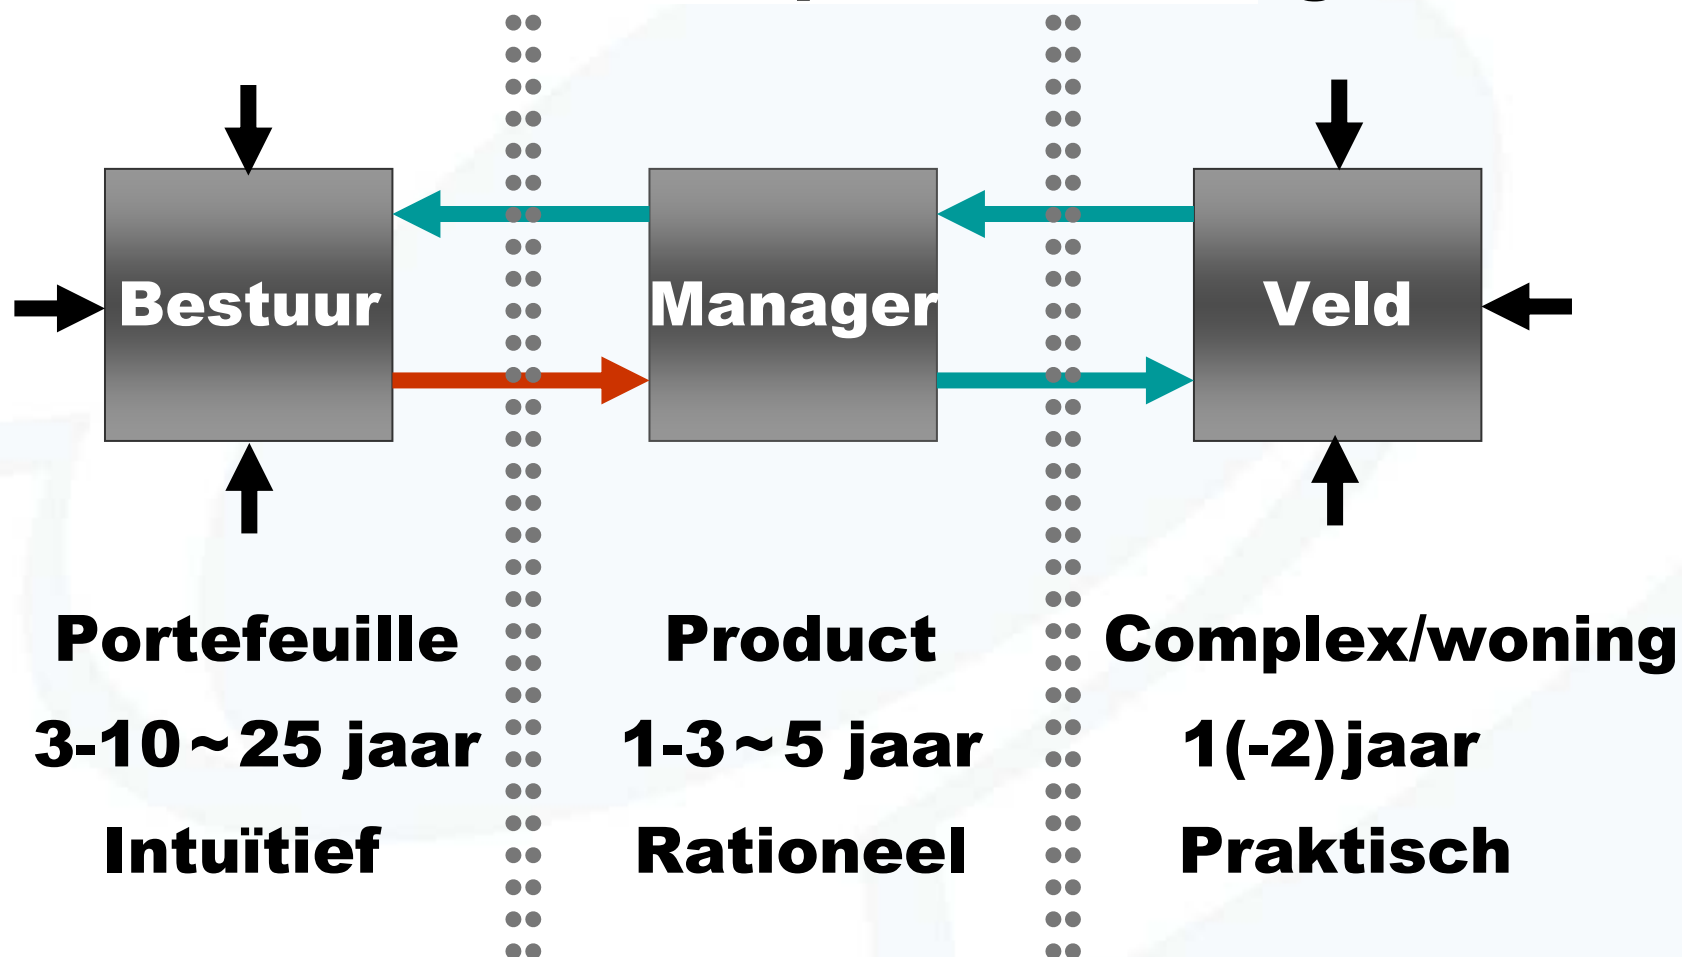 Bestuur
Manager
Veld
Portefeuille
Product
Complex/woning
3-10~25 jaar
1-3~5 jaar
1(-2)jaar
Intuïtief
Rationeel
Praktisch